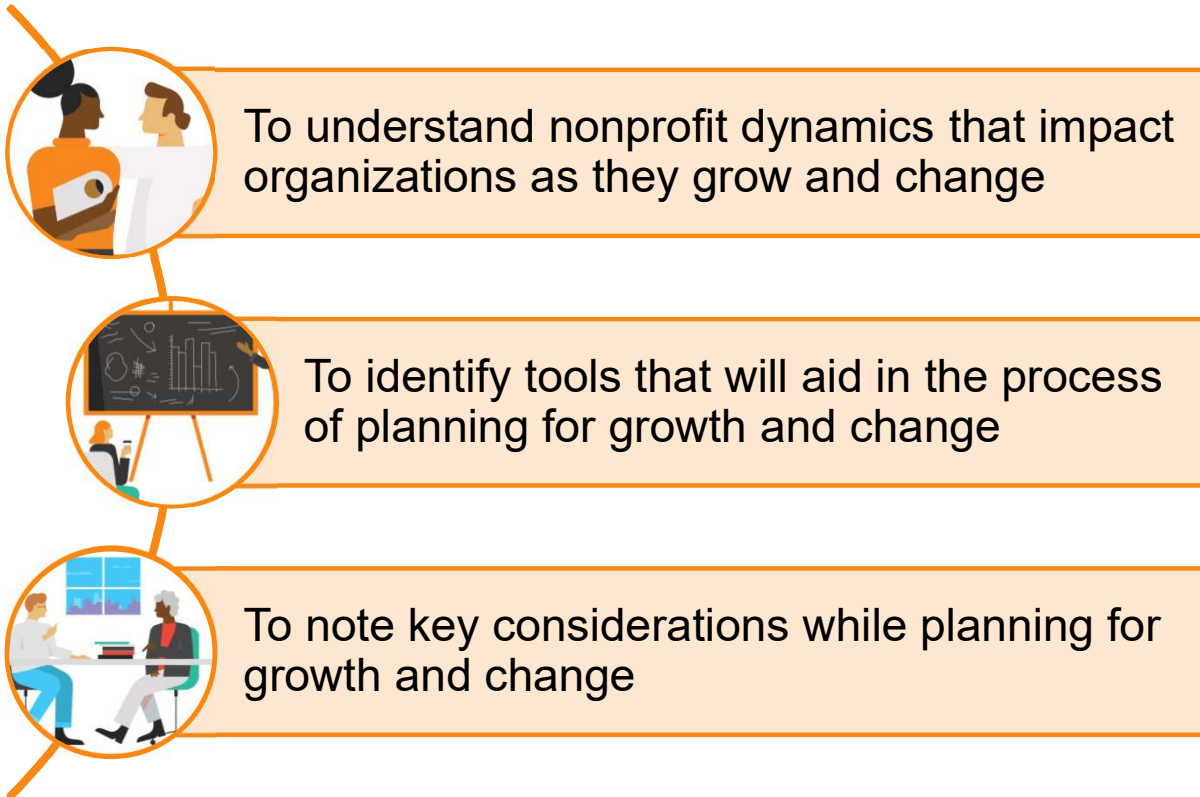 To understand nonprofit dynamics that impact
organizations as they grow and change
To identify tools that will aid in the process
of planning for growth and change
To note key considerations while planning for
growth and change